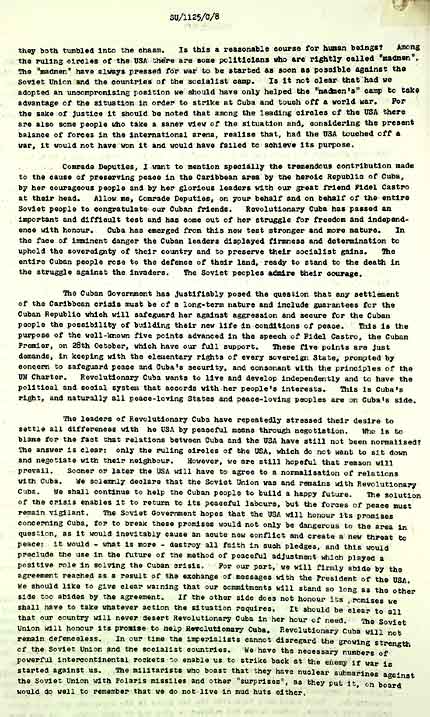 SU/1125/C/8
they both tumbled into the chasm. Is this a reasonable course for human beings? Among
the ruling circles of the USA there are some politicians who are rightly called "madmen".
The "madmen" have always pressed for war to be started as soon as possible against the
Soviet Union and the countries of the socialist camp. Is it not clear that had we
adopted an uncompromising position we should have only helped the "madmen's" camp to take
advantage of the situation in order to strike at Cuba and touch off a world war. For
the sake of justice it should be noted that among the leading circles of the USA there
are also some people who take a saner view of the situation and, considering the present
balance of forces in the international arena, realise that, had the USA touched off a
war, it would not have won it and would have failed to achieve its purpose.
Comrade Deputies, I want to mention specially the tremendous contribution made
to the cause of preserving peace in the Caribbean area by the heroic Republic of Cuba,
by her courageous people and by her glorious leaders with our great friend Fidel Castro
at their head. Allow me, Comrade Deputies, on your behalf and on behalf of the entire
Soviet people to congratulate our Cuban friends. Revolutionary Cuba has passed an
important and difficult test and has come out of her struggle for freedom and independ-
ence with honour. Cuba has emerged from this new test stronger and more mature. In
the face of imminent danger the Cuban leaders displayed firmness and determination to
uphold the sovereignty of their country and to preserve their socialist gains. The
entire Cuban people rose to the defence of their land, ready to stand to the death in
the struggle against the invaders. The Soviet peoples admire their courage.
The Cuban Government has justifiably posed the question that any settlement
of the Caribbean crisis must be of a long-term nature and include guarantees for the
Cuban Republic which will safeguard her against aggression and secure for the Cuban
people the possibility of building their new life in conditions of peace. This is the
purpose of the well-known five points advanced in the speech of Fidel Castro, the Cuban
Premier, on 28th October, which have our full support. These five points are just
demands, in keeping with the elementary rights of every sovereign State, prompted by
concern to safeguard peace and Cuba's security, and consonant with the principles of the
UN Charter. Revolutionary Cuba wants to live and develop independently and to have the
political and social system that accords with her people's interests. This is Cuba's
right, and naturally all peace-loving States and peace-loving peoples are on Cuba's side.
The leaders of Revolutionary Cuba have repeatedly stressed their desire to
settle all differences with he USA by peaceful means through negotiation. Who is to
blame for the fact that relations between Cuba and the USA have still not been normalised?
The answer is clear: only the ruling circles of the USA, which do not want to sit down
and negotiate with their neighbour. However, we are still hopeful that reason will
prevail. Sooner or later the USA will have to agree to a normalisation of relations
with Cuba. We solemnly declare that the Soviet Union was and remains with Revolutionary
Cuba. We shall continue to help the Cuban people to build a happy future. The solution
of the crisis enables it to return to its peaceful labours, but the forces of peace must
remain vigilant. The Soviet Government hopes that the USA will honour its promises
concerning Cuba, for to break these promises would not only be dangerous to the area in
question, as it would inevitably cause an acute new conflict and create a new threat to
peace: it would - what is more - destroy all faith in such pledges, and this would
preclude the use in the future of the method of peaceful adjustment which played a
positive role in solving the Cuban crisis. For our part, we will firmly abide by the
agreement reached as a result of the exchange of messages with the President of the USA.
We should like to give clear warning that our commitments will stand so long as the other
side too abides by the agreement. If the other side does not honour its promises we
shall have to take whatever action the situation requires. It should be clear to all
that our country will never desert Revolutionary Cuba in her hour of need. The Soviet
Union will honour its promise to help Revolutionary Cuba. Revolutionary Cuba will not
remain defenceless. In our time the imperialists cannot disregard the growing strength
of the Soviet Union and the socialist countries. We have the necessary numbers of
powerful intercontinental rockets to enable us to strike back at the enemy if war is
started against us. The militarists who boast that they have nuclear submarines against
the Soviet Union with Polaris missiles and other "surprises", as they put it, on board
would do well to remember that we do not live in mud huts either.